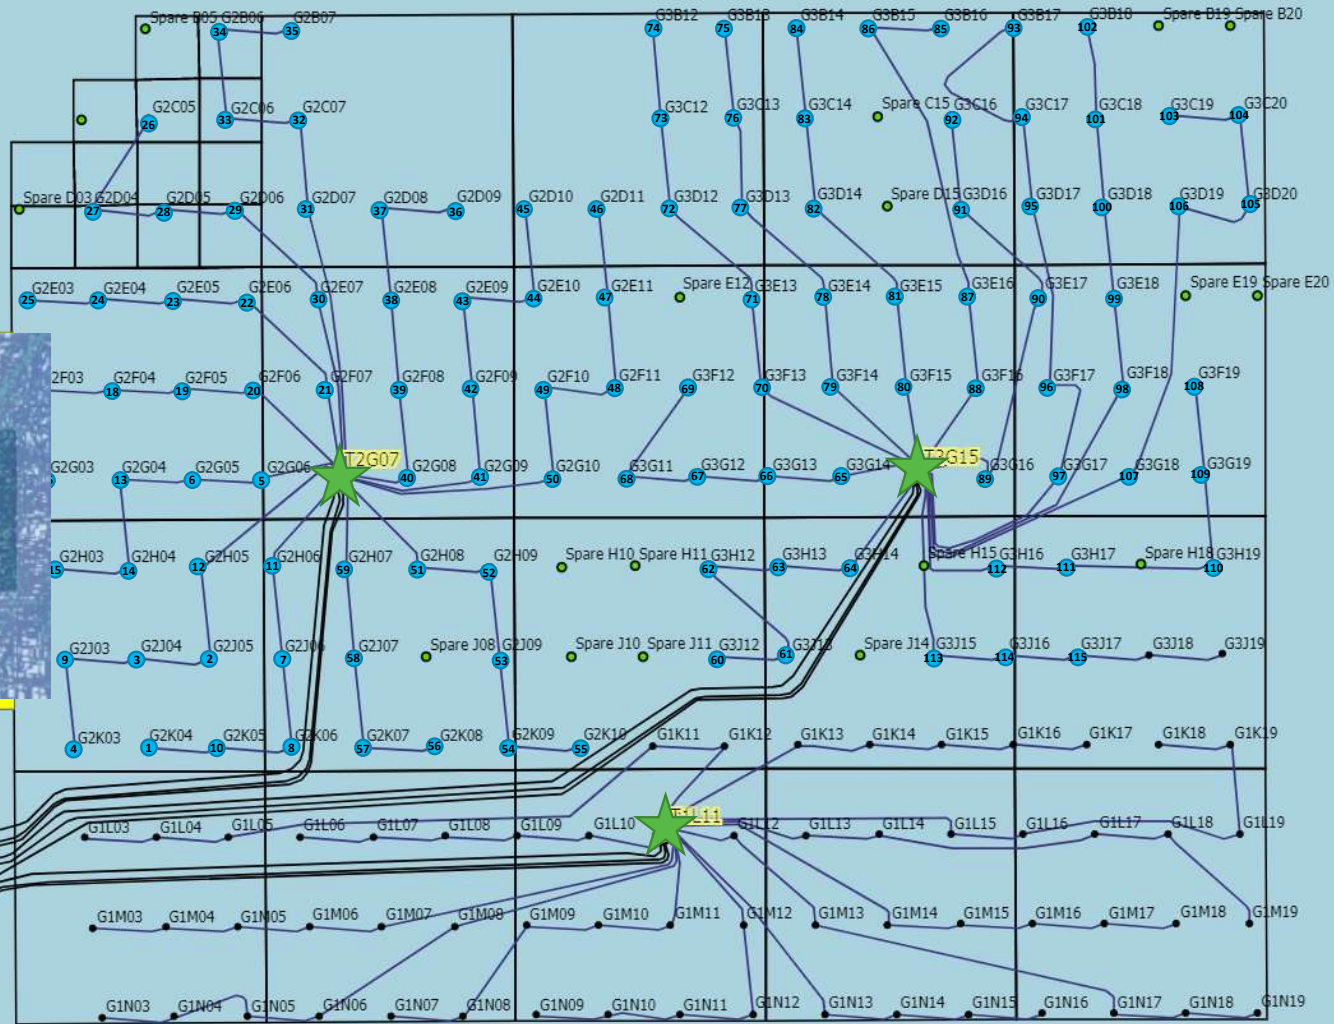 Spare B05 G2B06 G2B07 G3B12 G3B13 G3B14 G3B15 G3B16 G3B17 G3B18 Spare B19 Spare B20
34 35 74 75 84 86 85 93 102
G2C05 G2C06 G2C07 G3C12 G3C13 G3C14 Spare C15 G3C16 G3C17 G3C18 G3C19 G3C20
26 33 32 73 76 83 92 94 101 103 104
Spare D03 G2D04 G2D05 G2D06 G2D07 G2D08 G2D09 G2D10 G2D11 G3D12 G3D13 G3D14 Spare D15 G3D16 G3D17 G3D18 G3D19 G3D20
27 28 29 31 37 36 45 46 72 77 82 91 95 100 106 105
G2E03 G2E04 G2E05 G2E06 G2E07 G2E08 G2E09 G2E10 G2E11 Spare E12 G3E13 G3E14 G3E15 G3E16 G3E17 G3E18 Spare E19 Spare E20
25 24 23 22 30 38 43 44 47 71 78 81 87 90 99
2F03 G2F04 G2F05 G2F06 G2F07 G2F08 G2F09 G2F10 G2F11 G3F12 G3F13 G3F14 G3F15 G3F16 G3F17 G3F18 G3F19
18 19 20 21 39 42 49 48 69 70 79 80 88 96 98 108
G2G03 G2G04 G2G05 G2G06 T2G07 G2G08 G2G09 G2G10 G3G11 G3G12 G3G13 G3G14 T3G15 G3G16 G3G17 G3G18 G3G19
13 6 5 40 41 50 68 67 66 65 89 97 107 109
G2H03 G2H04 G2H05 G2H06 G2H07 G2H08 G2H09 Spare H10 Spare H11 G3H12 G3H13 G3H14 Spare H15 G3H16 G3H17 Spare H18 G3H19
15 14 12 11 59 51 52 62 63 64 112 111 110
G2J03 G2J04 G2J05 G2J06 G2J07 Spare J08 G2J09 Spare J10 Spare J11 G3J12 G3J13 Spare J14 G3J15 G3J16 G3J17 G3J18 G3J19
9 3 2 7 58 53 60 61 113 114 115
G2K03 G2K04 G2K05 G2K06 G2K07 G2K08 G2K09 G2K10 G1K11 G1K12 G1K13 G1K14 G1K15 G1K16 G1K17 G1K18 G1K19
4 1 10 8 57 56 54 55
G1L03 G1L04 G1L05 G1L06 G1L07 G1L08 G1L09 G1L10 T1L11 G1L12 G1L13 G1L14 G1L15 G1L16 G1L17 G1L18 G1L19
G1M03 G1M04 G1M05 G1M06 G1M07 G1M08 G1M09 G1M10 G1M11 G1M12 G1M13 G1M14 G1M15 G1M16 G1M17 G1M18 G1M19
G1N03 G1N04 G1N05 G1N06 G1N07 G1N08 G1N09 G1N10 G1N11 G1N12 G1N13 G1N14 G1N15 G1N16 G1N17 G1N18 G1N19